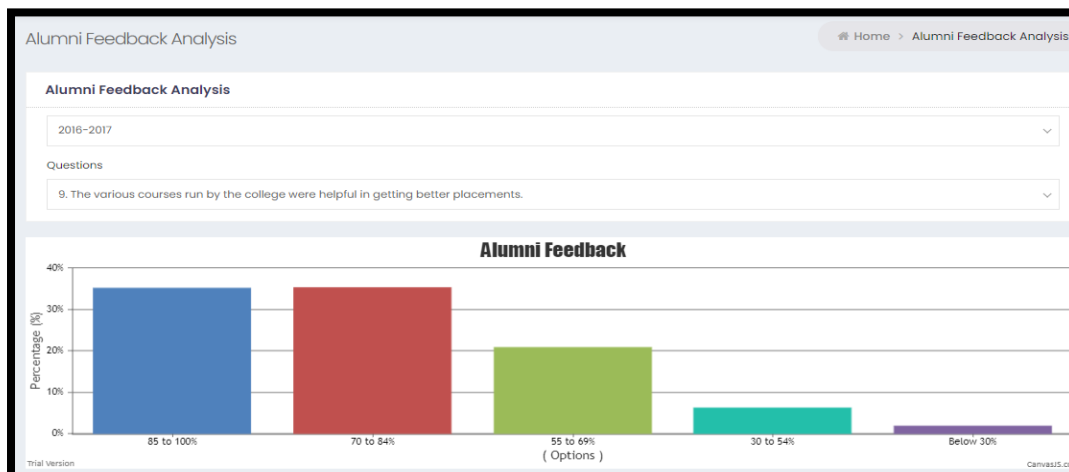 Alumni Feedback Analysis
Home > Alumni Feedback Analysis
Alumni Feedback Analysis
2016-2017
Questions
9. The various courses run by the college were helpful in getting better placements.
Alumni Feedback
Percentage (%)
40%
30%
20%
10%
0%
85 to 100%
70 to 84%
55 to 69%
30 to 54%
Below 30%
( Options )
Trial Version
CanvasJS.c